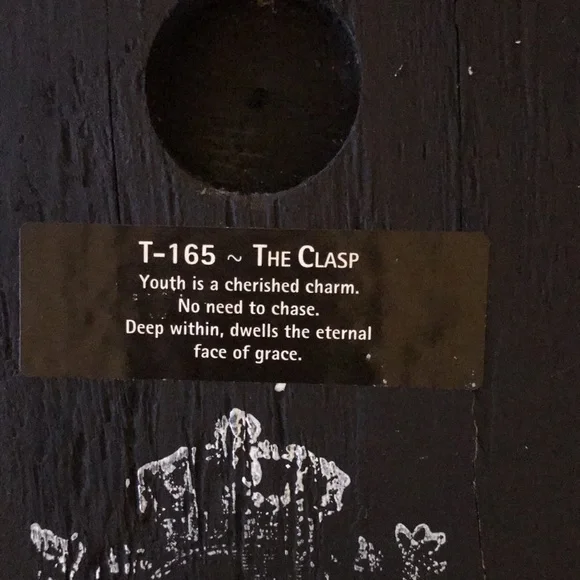 T-165 ~ THE CLASP
Youth is a cherished charm.
No need to chase.
Deep within, dwells the eternal
face of grace.